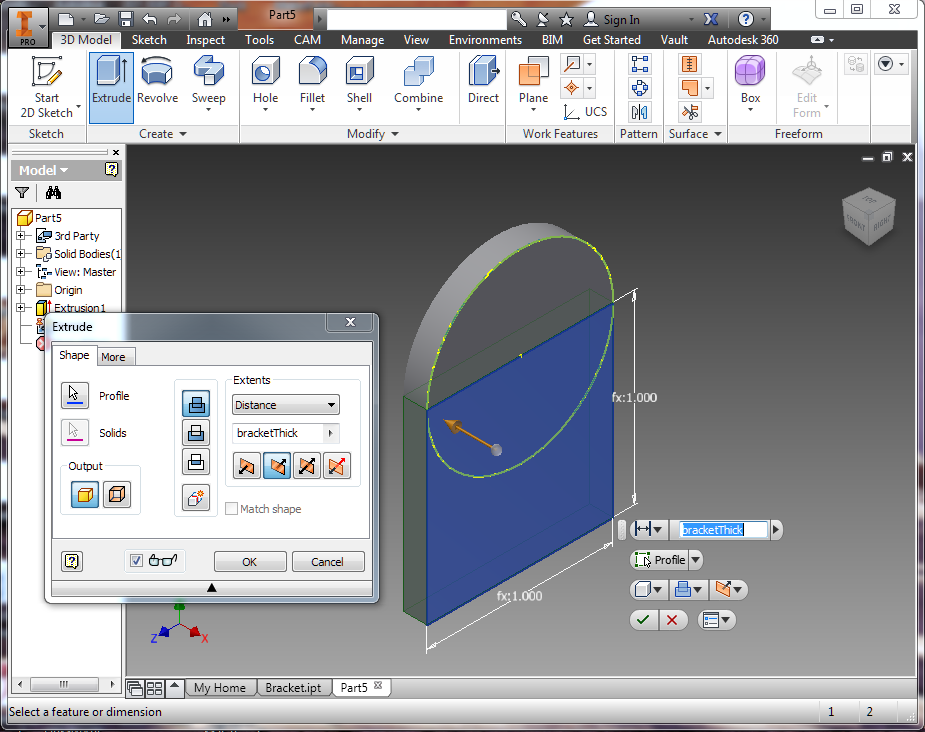 Part5
Sign In
PRO
3D Model Sketch Inspect Tools CAM Manage View Environments BIM Get Started Vault Autodesk 360
Start
2D Sketch
Extrude Revolve Sweep
Hole Fillet Shell Combine
Direct
Plane
UCS
Box
Edit
Form
Sketch Create Modify Work Features Pattern Surface Freeform
Model
Part5
3rd Party
Solid Bodies(1
View: Master
Origin
Extrusion1
TOP
FRONT
RIGHT
Extrude
Shape More
Profile
Solids
Output
Extents
Distance
bracketThick
Match shape
OK Cancel
fx:1.000
bracketThick
Profile
fx:1.000
Z
X
My Home Bracket.ipt Part5
Select a feature or dimension
1 2